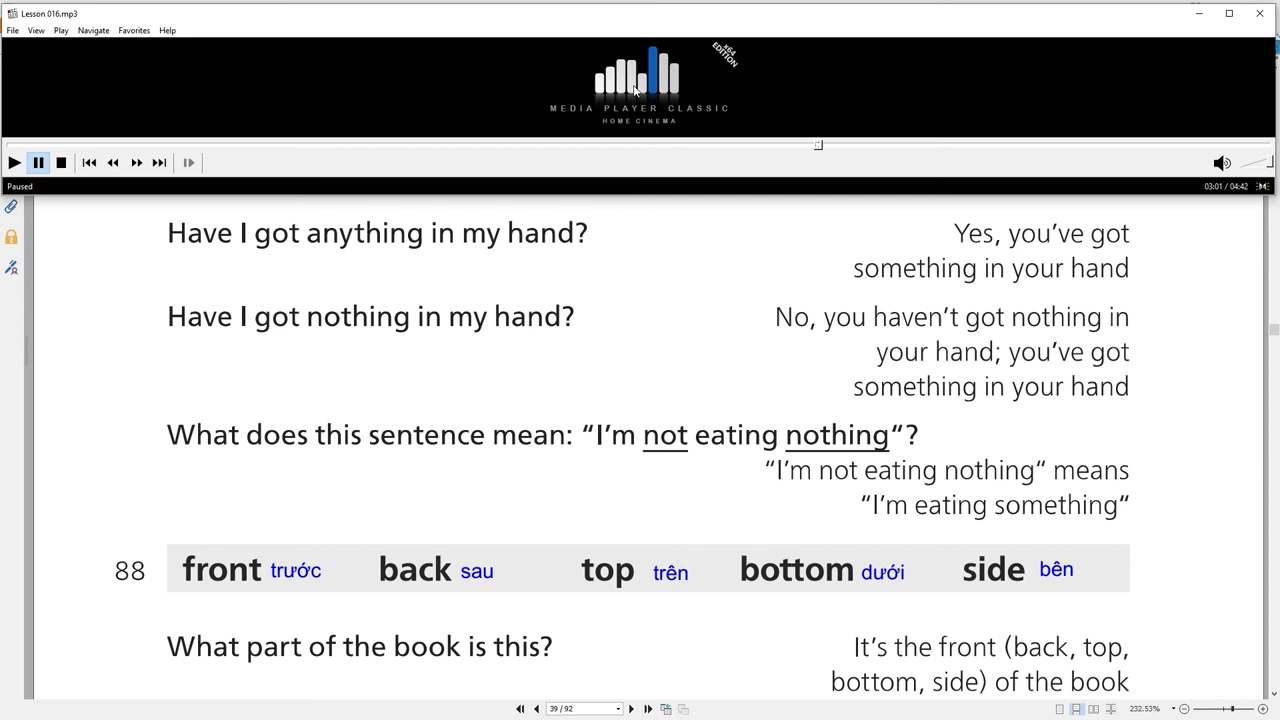 Lesson 016.mp3
File View Play Navigate Favorites Help
x64 EDITION
MEDIA PLAYER CLASSIC
HOME CINEMA
Paused
03:01 / 04:42
Have I got anything in my hand?
Yes, you've got
something in your hand
Have I got nothing in my hand?
No, you haven't got nothing in
your hand; you've got
something in your hand
What does this sentence mean: “I'm not eating nothing“?
“I'm not eating nothing“ means
“I'm eating something“
88 front trước back sau top trên bottom dưới side bên
What part of the book is this?
It's the front (back, top,
bottom, side) of the book
39 / 92
232.53%